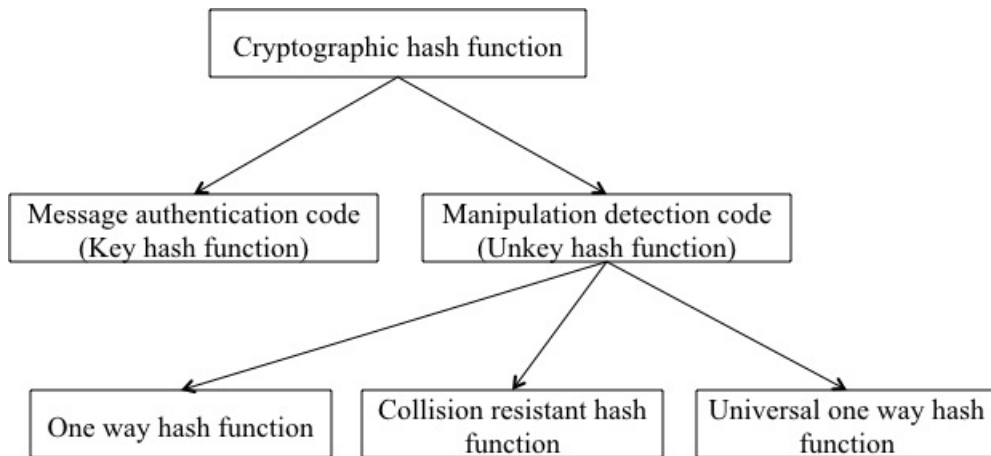 Cryptographic hash function
Message authentication code
(Key hash function)
Manipulation detection code
(Unkey hash function)
One way hash function
Collision resistant hash
function
Universal one way hash
function